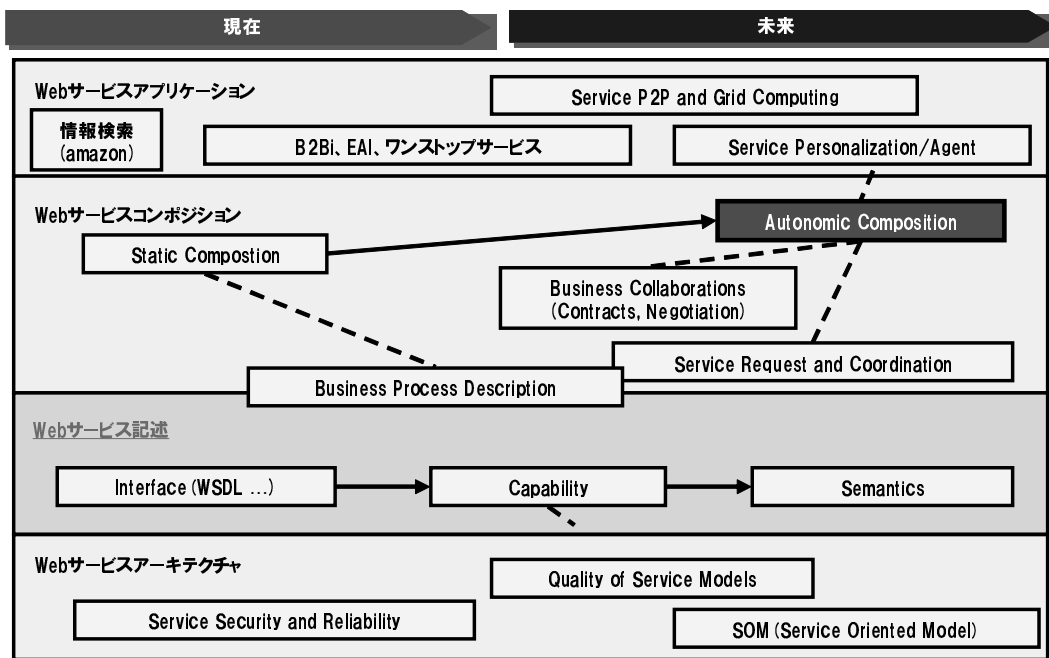 現在
未来
Webサービスアプリケーション
Service P2P and Grid Computing
情報検索
(amazon)
B2Bi、EAI、ワンストップサービス
Service Personalization/Agent
Webサービスコンポジション
Autonomic Composition
Static Compostion
Business Collaborations
(Contracts, Negotiation)
Service Request and Coordination
Business Process Description
Webサービス記述
Interface (WSDL ...)
Capability
Semantics
Webサービスアーキテクチャ
Quality of Service Models
Service Security and Reliability
SOM (Service Oriented Model)